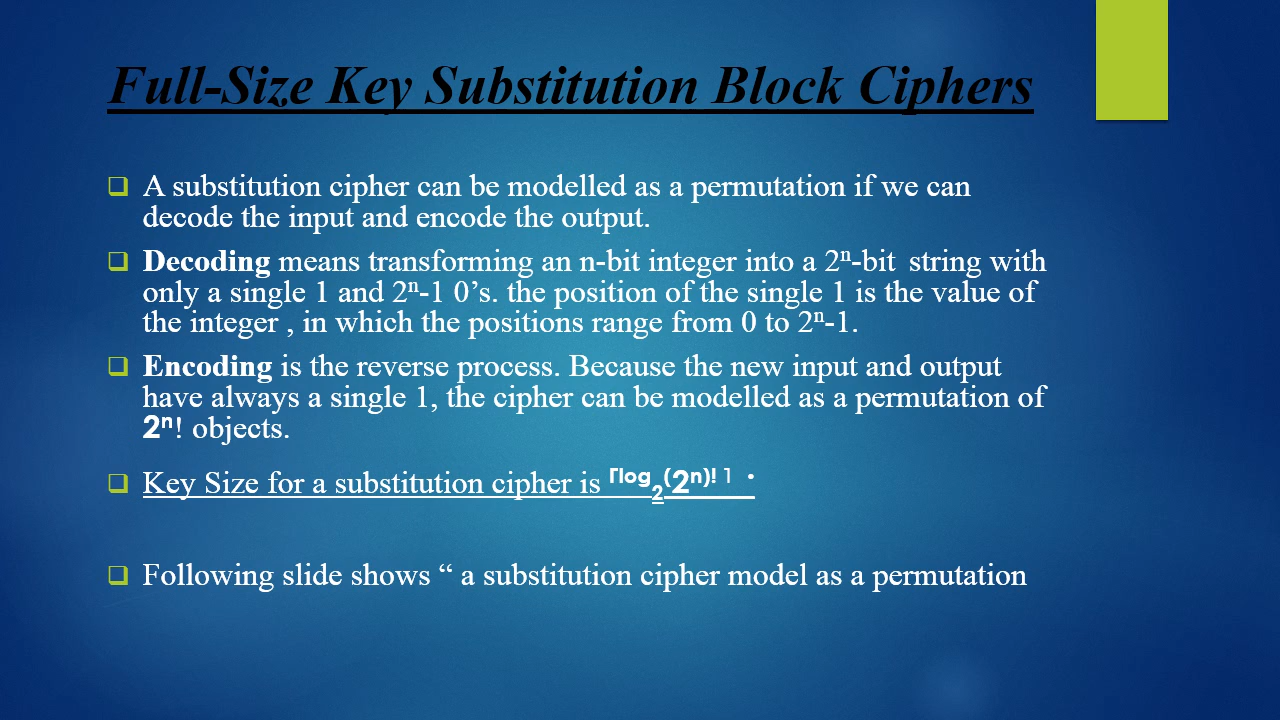 Full-Size Key Substitution Block Ciphers
❑ A substitution cipher can be modelled as a permutation if we can
decode the input and encode the output.
❑ Decoding means transforming an n-bit integer into a 2ⁿ-bit string with
only a single 1 and 2ⁿ-1 0’s. the position of the single 1 is the value of
the integer , in which the positions range from 0 to 2ⁿ-1.
❑ Encoding is the reverse process. Because the new input and output
have always a single 1, the cipher can be modelled as a permutation of
2ⁿ! objects.
❑ Key Size for a substitution cipher is ⌈log₂(2ⁿ)! ⌉ .
❑ Following slide shows “ a substitution cipher model as a permutation